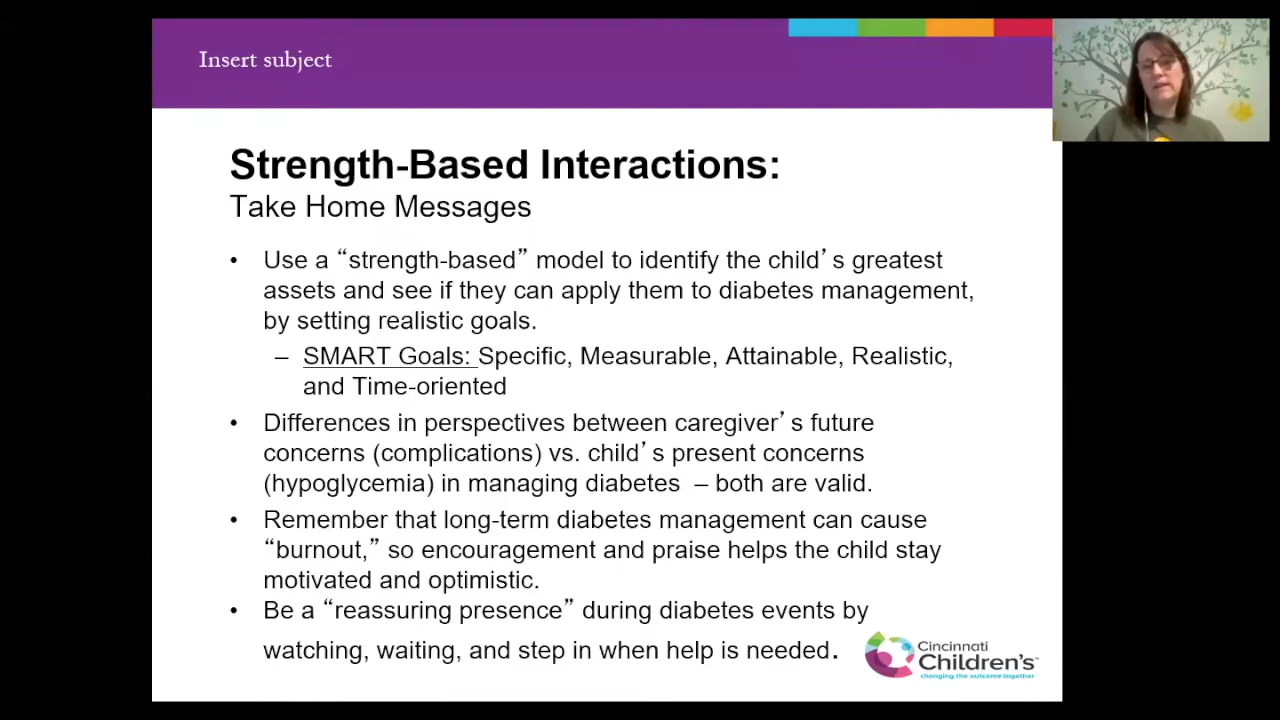 Insert subject
Strength-Based Interactions:
Take Home Messages
• Use a “strength-based” model to identify the child’s greatest
assets and see if they can apply them to diabetes management,
by setting realistic goals.
– SMART Goals: Specific, Measurable, Attainable, Realistic,
and Time-oriented
• Differences in perspectives between caregiver’s future
concerns (complications) vs. child’s present concerns
(hypoglycemia) in managing diabetes – both are valid.
• Remember that long-term diabetes management can cause
“burnout,” so encouragement and praise helps the child stay
motivated and optimistic.
• Be a “reassuring presence” during diabetes events by
watching, waiting, and step in when help is needed.
Cincinnati
Children’s™
changing the outcome together